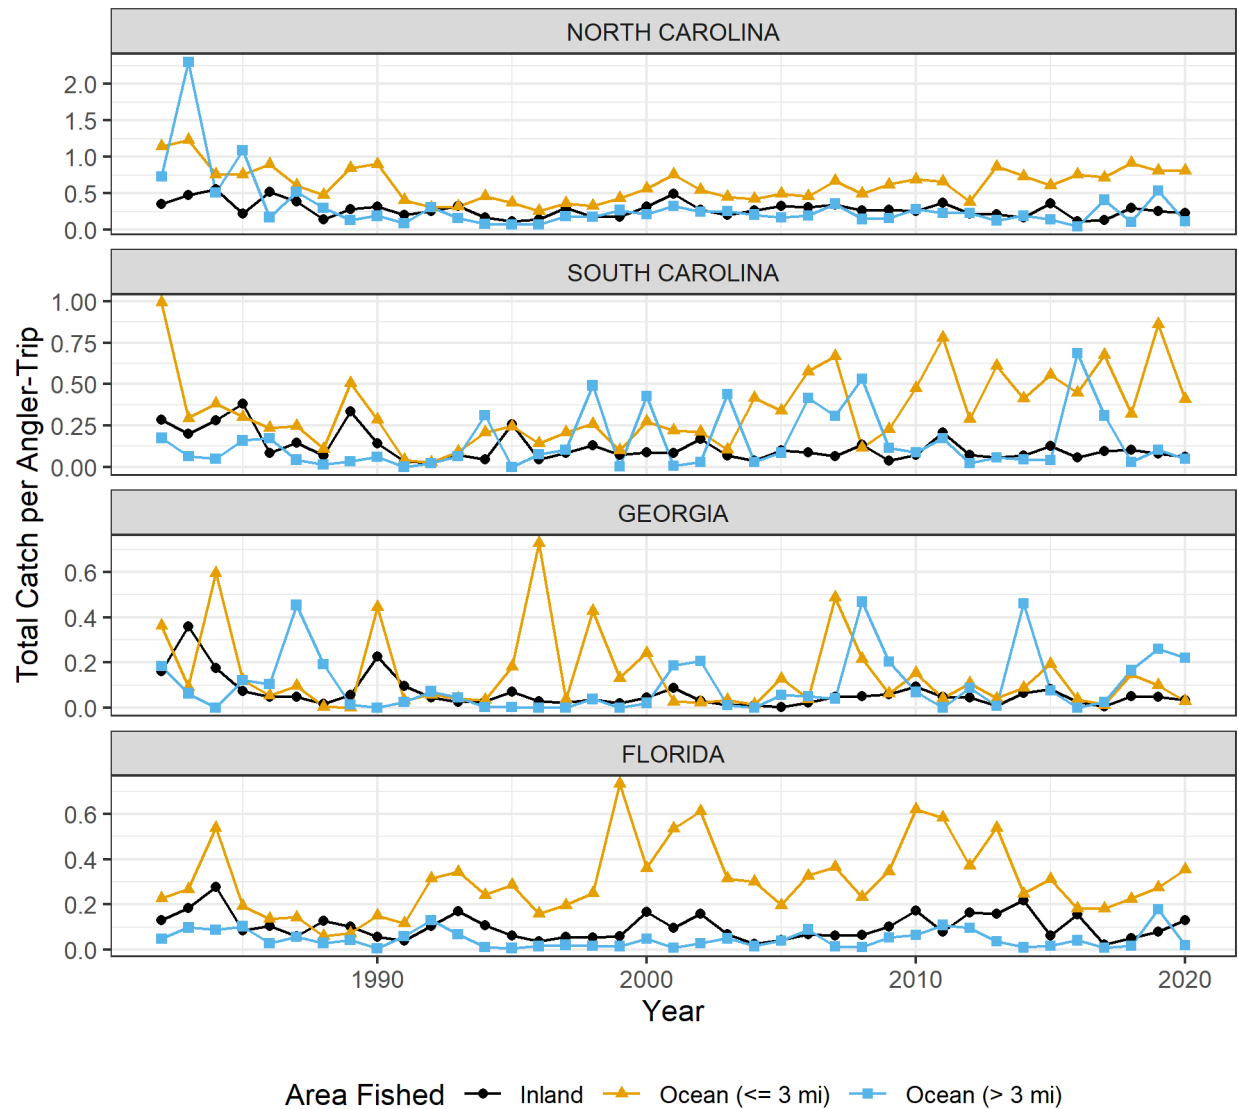 NORTH CAROLINA
2.0
1.5
1.0
0.5
0.0
SOUTH CAROLINA
1.00
0.75
0.50
0.25
0.00
GEORGIA
0.6
0.4
0.2
0.0
FLORIDA
0.6
0.4
0.2
0.0
Total Catch per Angler-Trip
1990 2000 2010 2020
Year
Area Fished Inland Ocean (<= 3 mi) Ocean (> 3 mi)